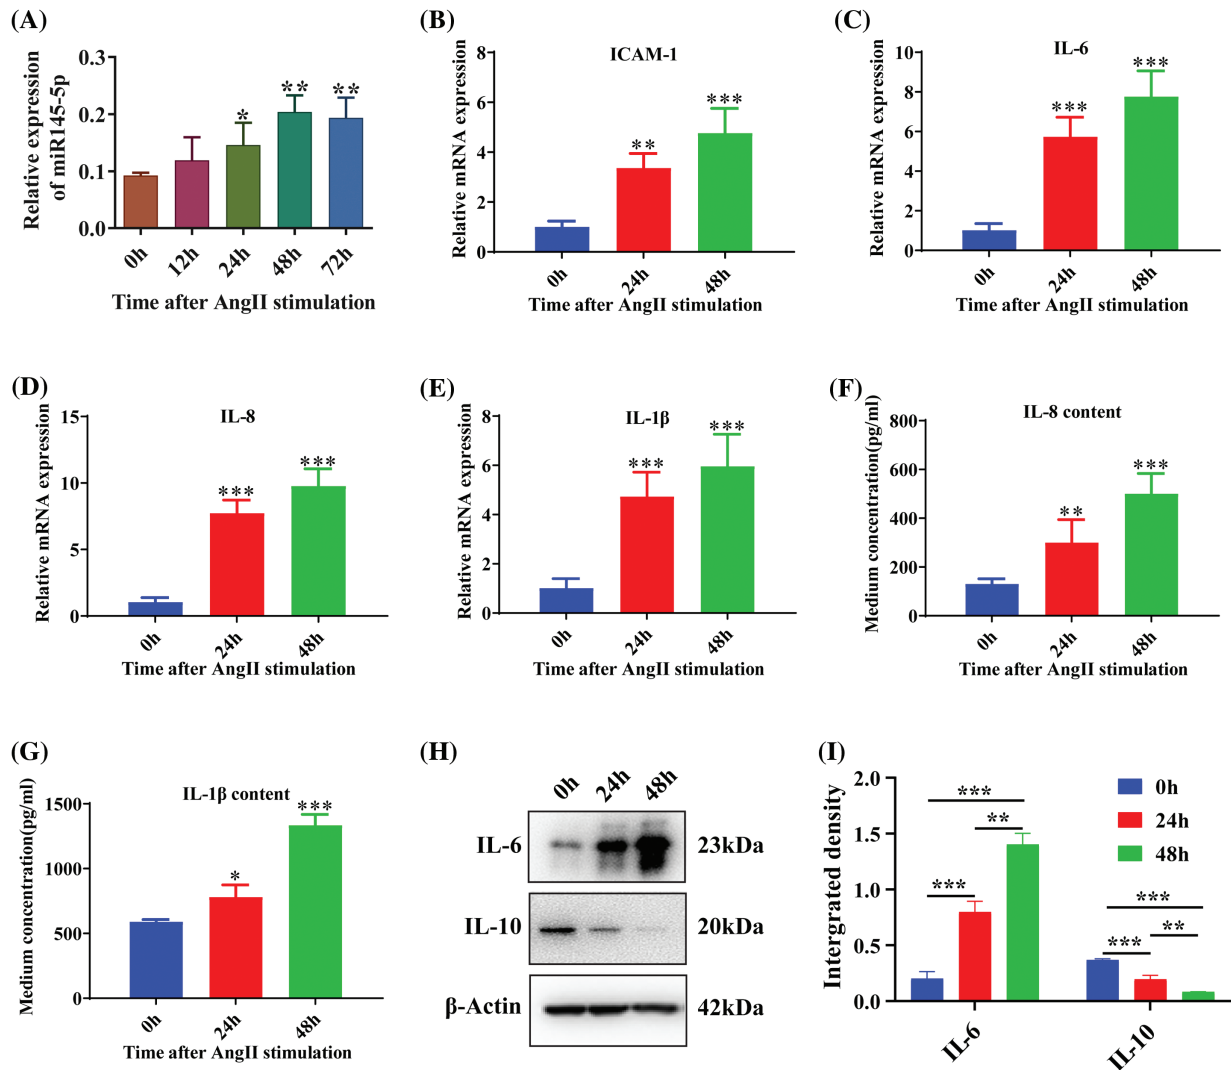 (A)
Relative expression
of miR145-5p
0.3
0.2
0.1
0.0
*
**
**
0h
12h
24h
48h
72h
Time after AngII stimulation
(B)
ICAM-1
Relative mRNA expression
8
6
4
2
0
**
***
0h
24h
48h
Time after AngII stimulation
(C)
IL-6
Relative mRNA expression
10
8
6
4
2
0
***
***
0h
24h
48h
Time after AngII stimulation
(D)
IL-8
Relative mRNA expression
15
10
5
0
***
***
0h
24h
48h
Time after AngII stimulation
(E)
IL-1β
Relative mRNA expression
8
6
4
2
0
***
***
0h
24h
48h
Time after AngII stimulation
(F)
IL-8 content
Medium concentration(pg/ml)
800
600
400
200
0
**
***
0h
24h
48h
Time after AngII stimulation
(G)
IL-1β content
Medium concentration(pg/ml)
1500
1000
500
0
*
***
0h
24h
48h
Time after AngII stimulation
(H)
0h 24h 48h
IL-6 23kDa
IL-10 20kDa
β-Actin 42kDa
(I)
Intergrated density
2.0
1.5
1.0
0.5
0.0
0h
24h
48h
***
**
***
***
**
***
IL-6
IL-10